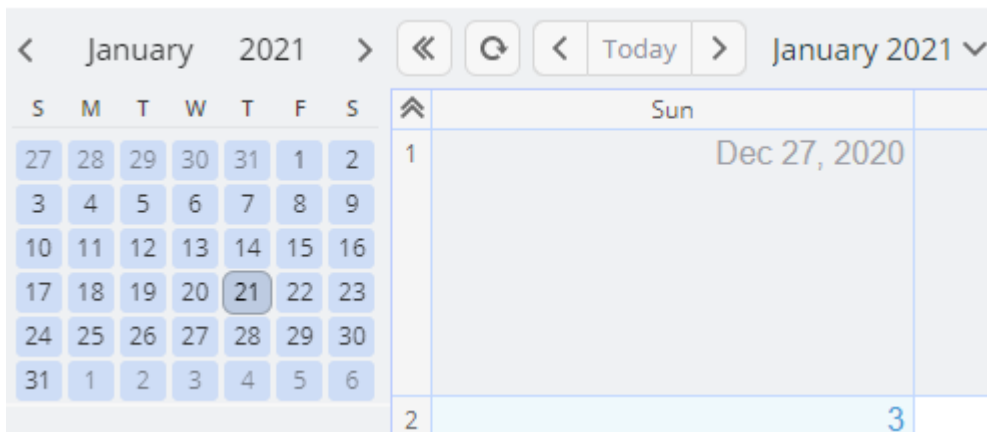 January 2021
S M T W T F S
27 28 29 30 31 1 2
3 4 5 6 7 8 9
10 11 12 13 14 15 16
17 18 19 20 21 22 23
24 25 26 27 28 29 30
31 1 2 3 4 5 6
Today January 2021
Sun
1 Dec 27, 2020
2 3